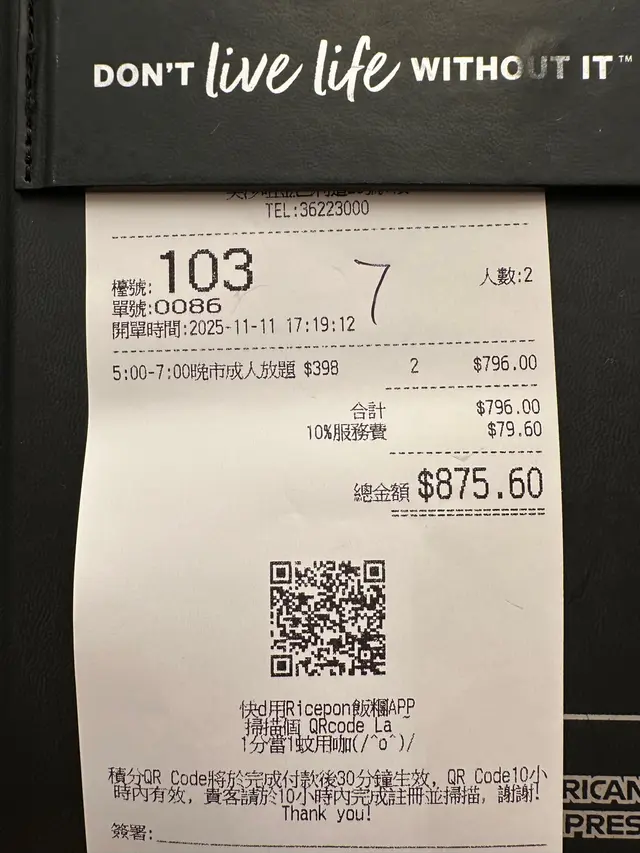 DON'T live life WITHOUT IT™
TEL:36223000
檯號:103
7
人數:2
單號:0086
開單時間:2025-11-11 17:19:12
5:00-7:00晚市成人放題 $398 2 $796.00
合計 $796.00
10%服務費 $79.60
總金額 $875.60
快d用Ricepon飯糰APP
掃描個 QRcode La ~
1分當1蚊用咖(/^o^)/
積分QR Code將於完成付款後30分鐘生效, QR Code10小
時內有效, 貴客請於10小時內完成註冊並掃描, 謝謝!
Thank you!
簽署:
RICAN
PRES